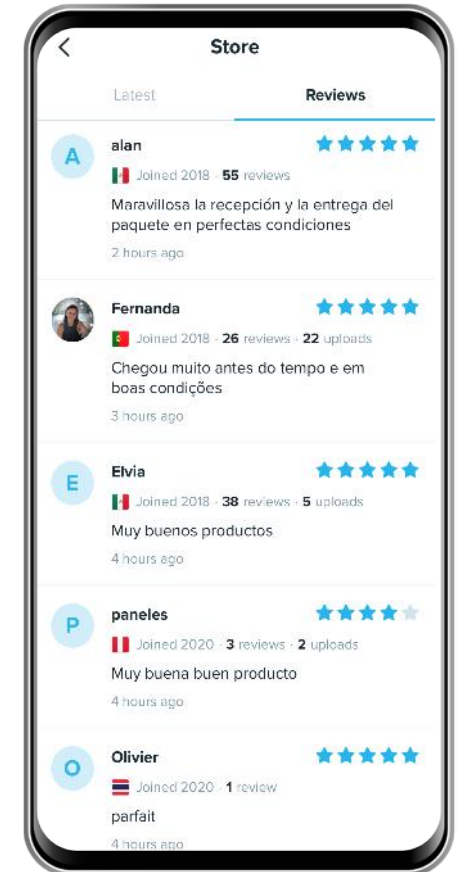 Store
Latest Reviews
A
alan
Joined 2018 · 55 reviews
Maravillosa la recepción y la entrega del
paquete en perfectas condiciones
2 hours ago
Fernanda
Joined 2018 · 26 reviews · 22 uploads
Chegou muito antes do tempo e em
boas condições
3 hours ago
E
Elvia
Joined 2018 · 38 reviews · 5 uploads
Muy buenos productos
4 hours ago
P
paneles
Joined 2020 · 3 reviews · 2 uploads
Muy buena buen producto
4 hours ago
O
Olivier
Joined 2020 · 1 review
parfait
4 hours ago